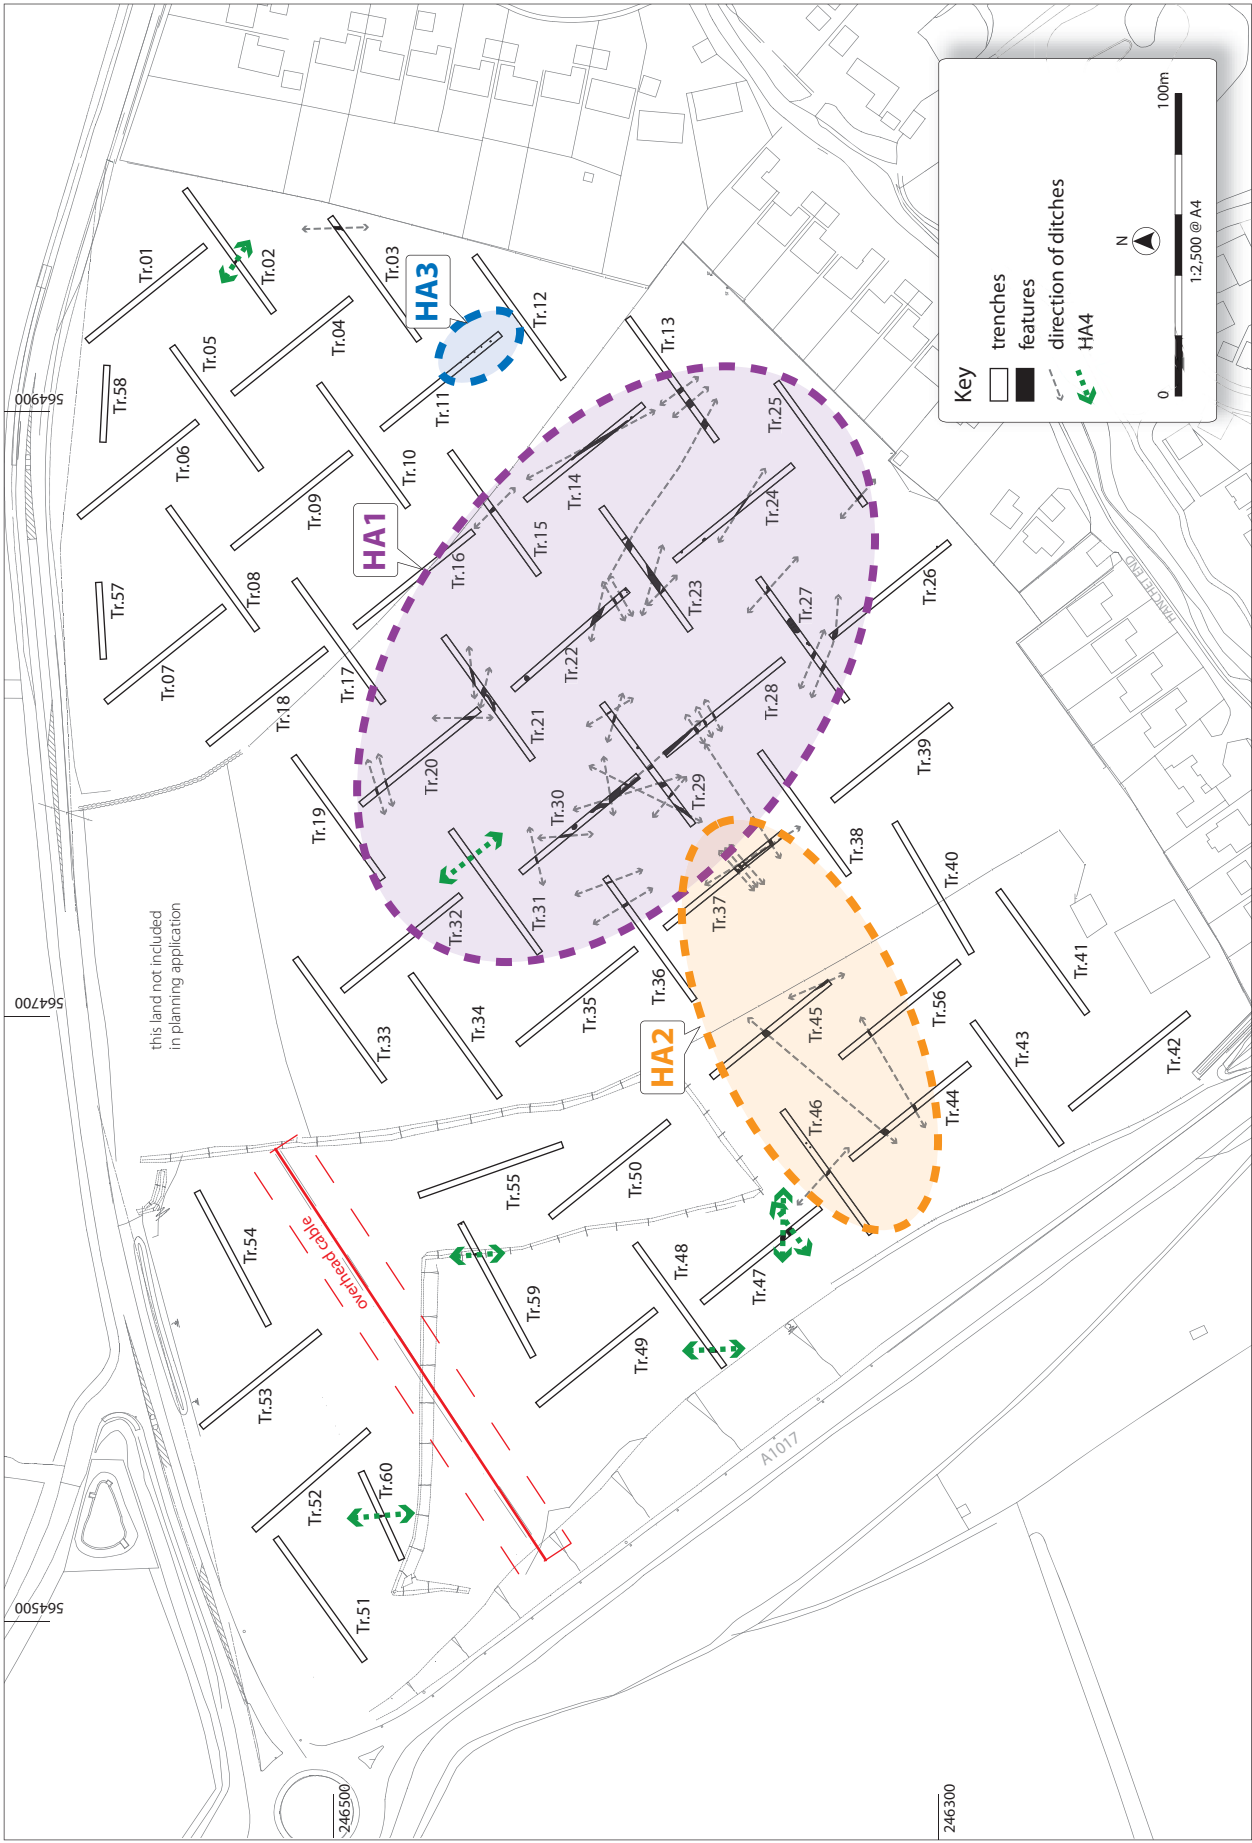 564900
564700
564500
246500
246300
Tr.01
Tr.02
Tr.03
Tr.04
Tr.05
Tr.58
Tr.06
Tr.07
Tr.57
Tr.08
Tr.09
Tr.10
Tr.11
HA3
Tr.12
Tr.13
Tr.14
Tr.15
HA1
Tr.16
Tr.17
Tr.18
Tr.19
Tr.20
Tr.21
Tr.22
Tr.23
Tr.24
Tr.25
Tr.26
Tr.27
Tr.28
Tr.29
Tr.30
Tr.31
Tr.32
Tr.33
Tr.34
Tr.35
Tr.36
Tr.37
Tr.38
Tr.39
Tr.40
Tr.41
Tr.42
Tr.43
Tr.44
Tr.45
Tr.56
HA2
Tr.46
Tr.47
Tr.48
Tr.49
Tr.50
Tr.55
Tr.59
Tr.54
Tr.53
Tr.52
Tr.60
Tr.51
this land not included
in planning application
overhead cable
A1017
HANCHET END
Key
trenches
features
direction of ditches
HA4
N
0
100m
1:2,500 @ A4